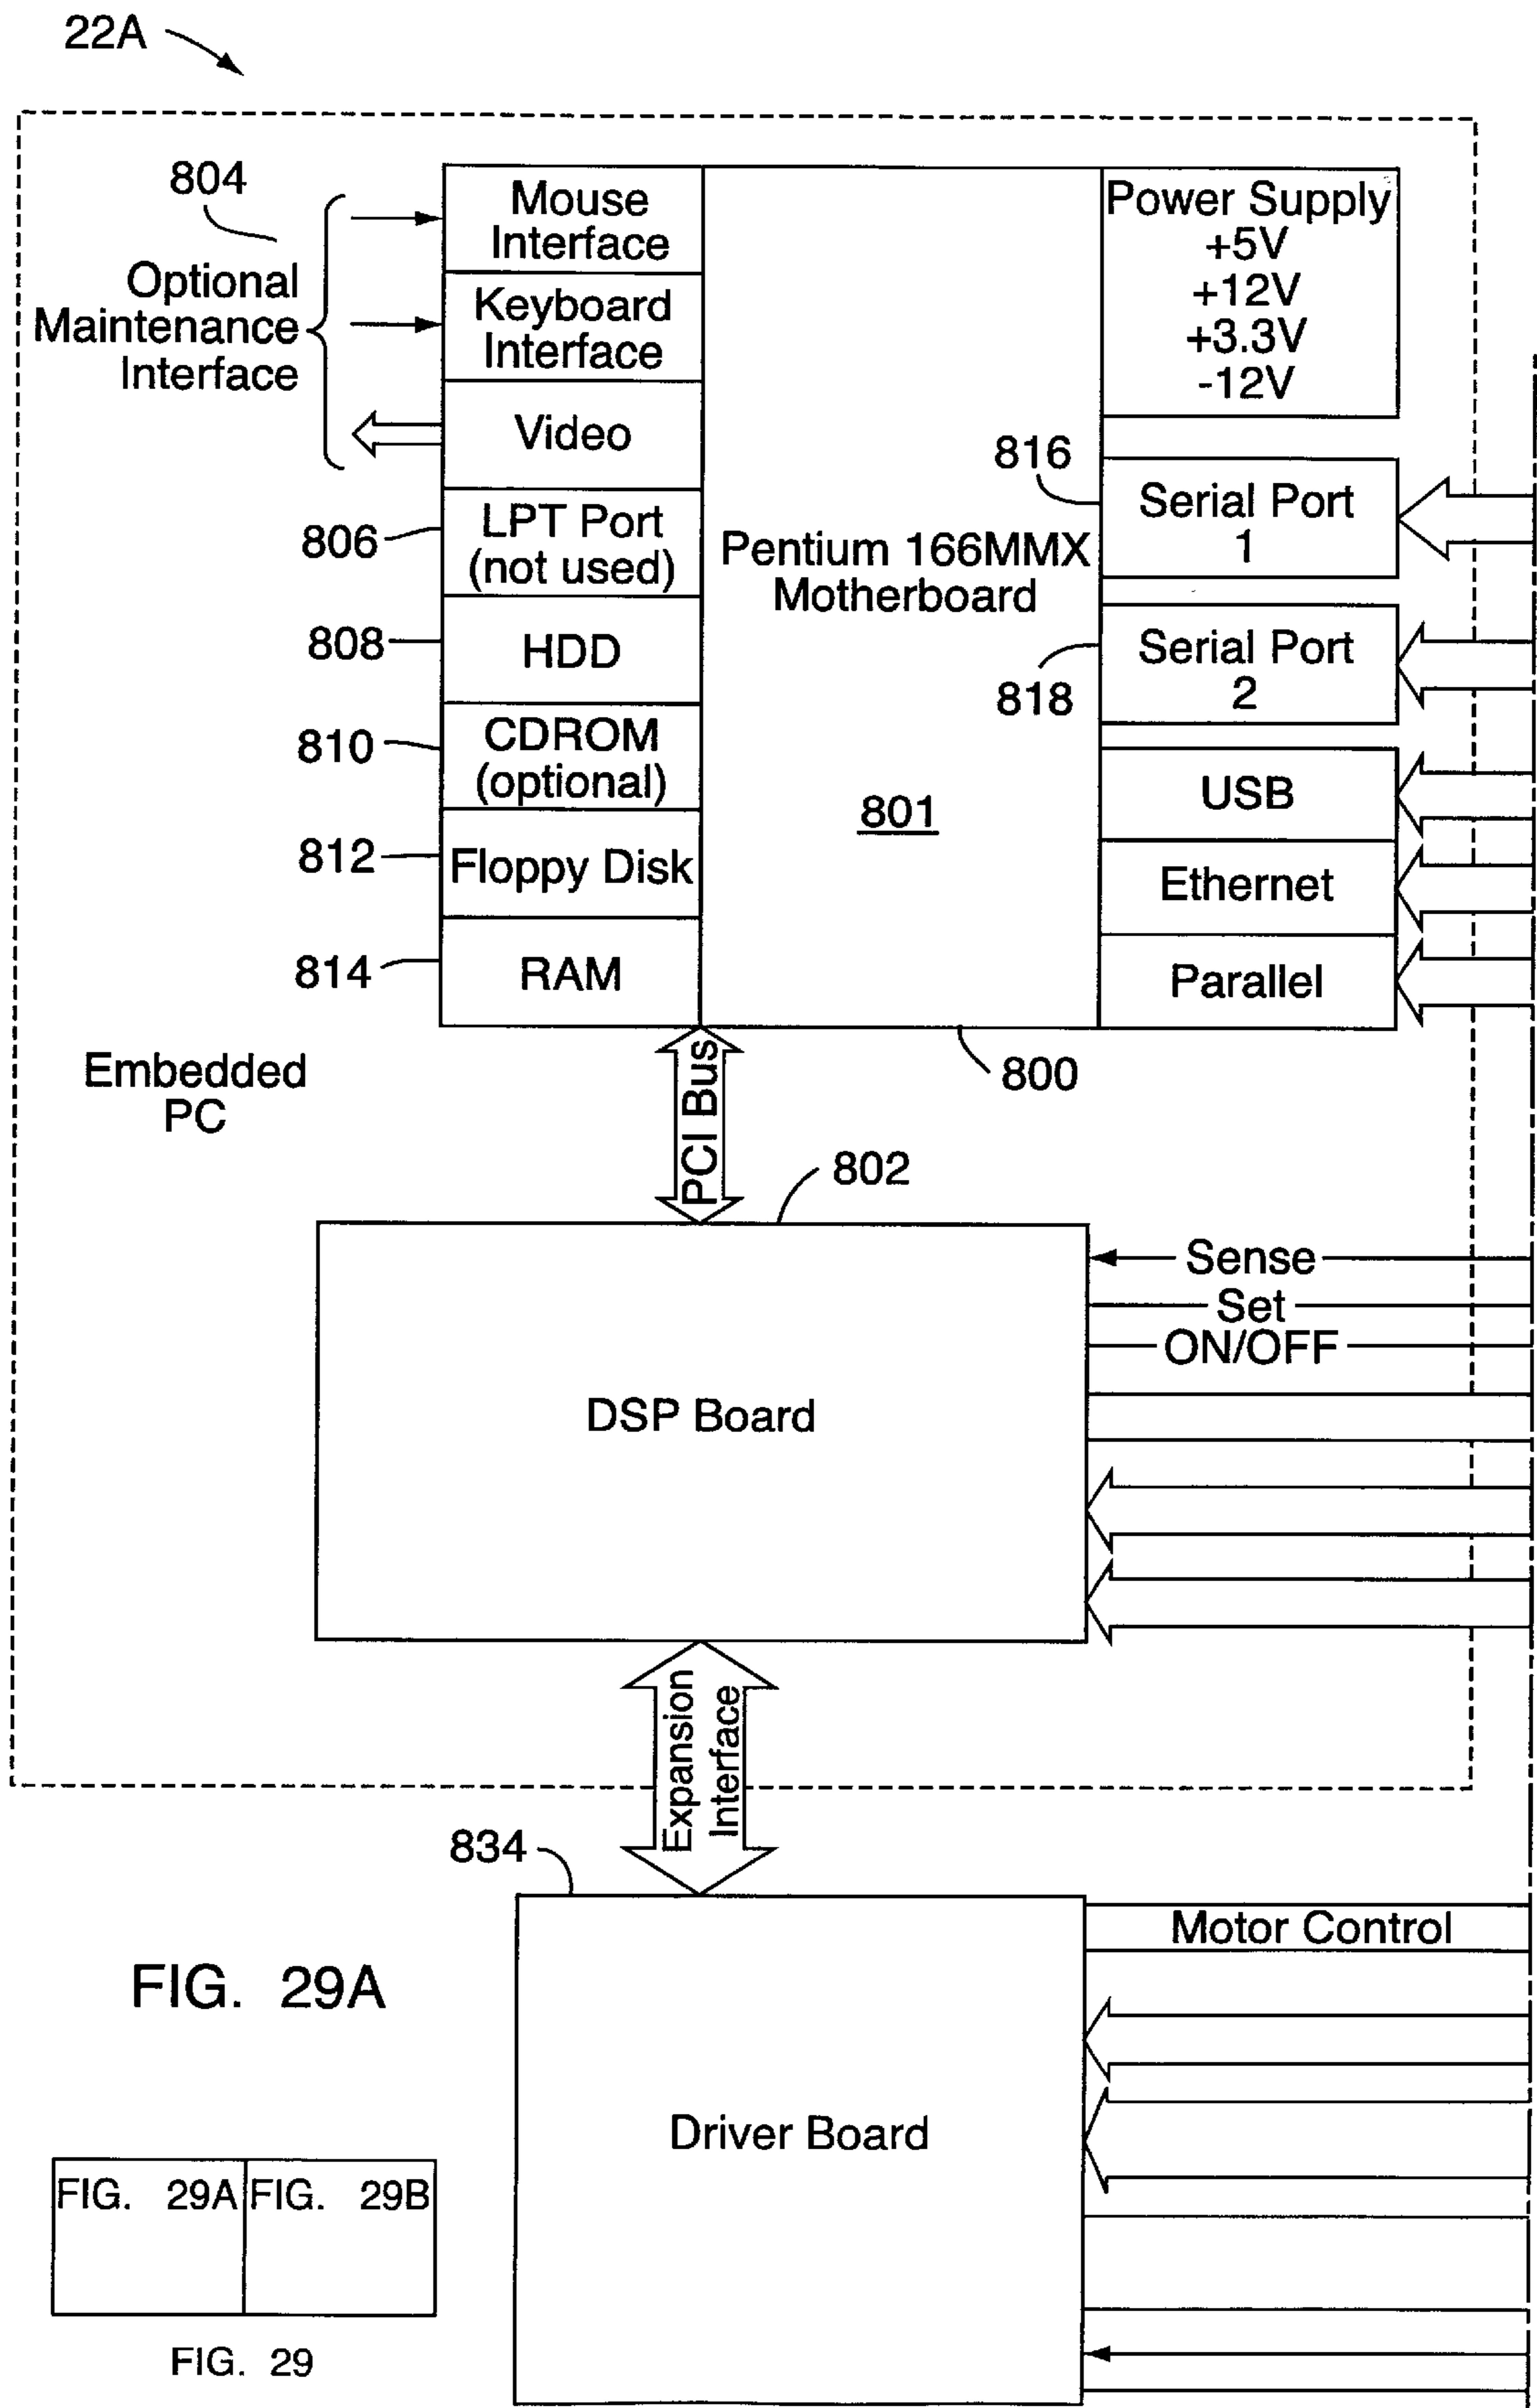 22A
804
Optional
Maintenance
Interface
Mouse
Interface
Keyboard
Interface
Video
806
LPT Port
(not used)
808
HDD
810
CDROM
(optional)
812
Floppy Disk
814
RAM
Pentium 166MMX
Motherboard
801
800
Power Supply
+5V
+12V
+3.3V
-12V
816
Serial Port
1
818
Serial Port
2
USB
Ethernet
Parallel
Embedded
PC
PCI Bus
802
DSP Board
Sense
Set
ON/OFF
Expansion
Interface
834
Driver Board
Motor Control
FIG. 29A
FIG. 29A
FIG. 29B
FIG. 29